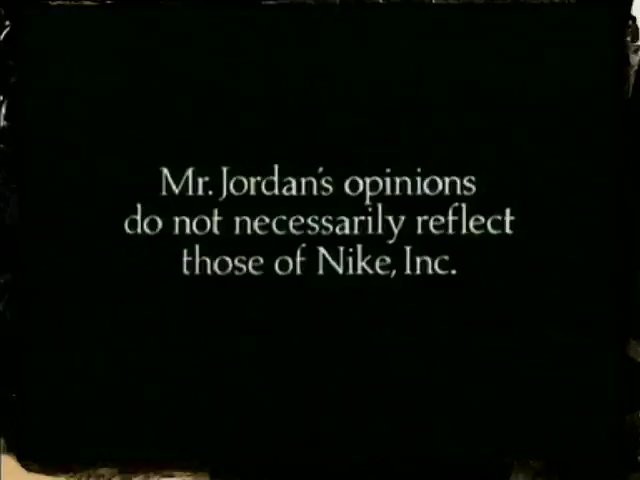 Mr. Jordan's opinions
do not necessarily reflect
those of Nike, Inc.